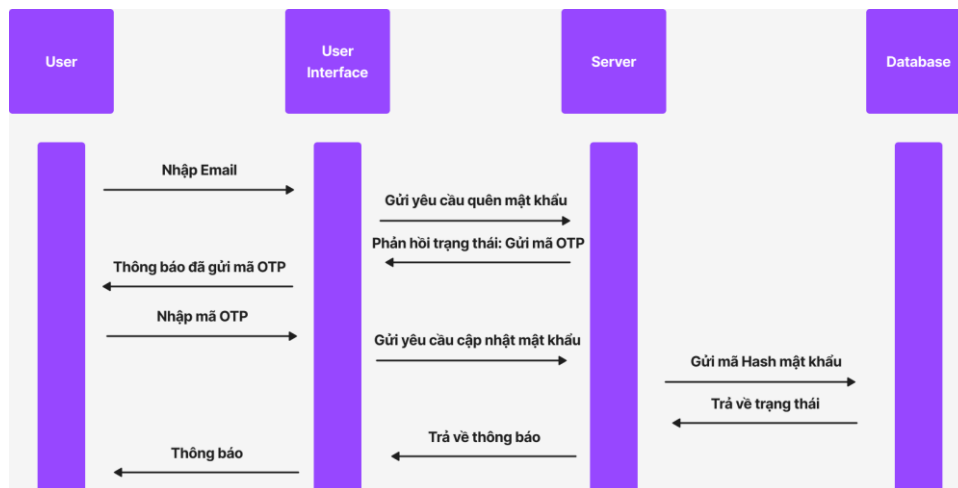 User
User
Interface
Server
Database
Nhập Email
Gửi yêu cầu quên mật khẩu
Phản hồi trạng thái: Gửi mã OTP
Thông báo đã gửi mã OTP
Nhập mã OTP
Gửi yêu cầu cập nhật mật khẩu
Gửi mã Hash mật khẩu
Trả về trạng thái
Trả về thông báo
Thông báo